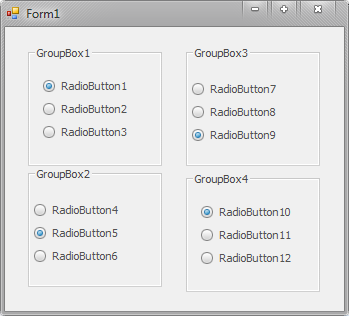 Form1
GroupBox1
RadioButton1
RadioButton2
RadioButton3
GroupBox2
RadioButton4
RadioButton5
RadioButton6
GroupBox3
RadioButton7
RadioButton8
RadioButton9
GroupBox4
RadioButton10
RadioButton11
RadioButton12